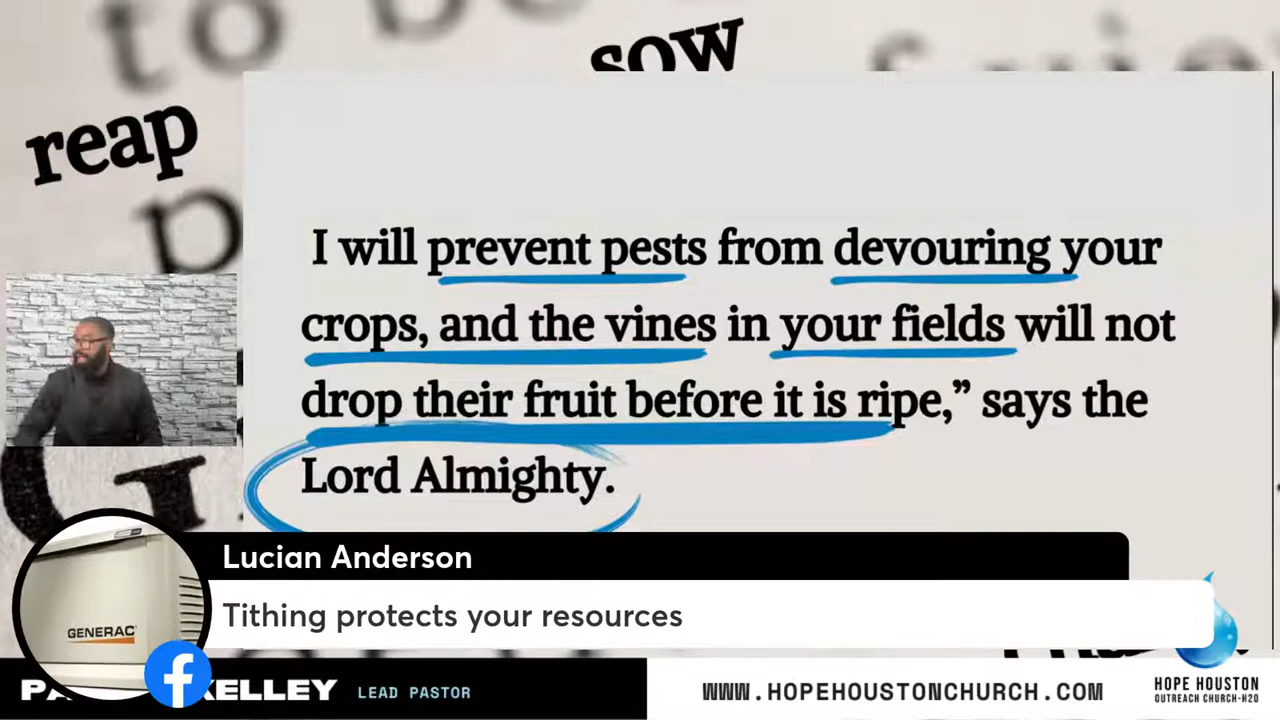 to be
sow
reap
I will prevent pests from devouring your
crops, and the vines in your fields will not
drop their fruit before it is ripe,” says the
Lord Almighty.
Lucian Anderson
Tithing protects your resources
GENERAC
KELLEY LEAD PASTOR
WWW.HOPEHOUSTONCHURCH.COM
HOPE HOUSTON
OUTREACH CHURCH-H2O